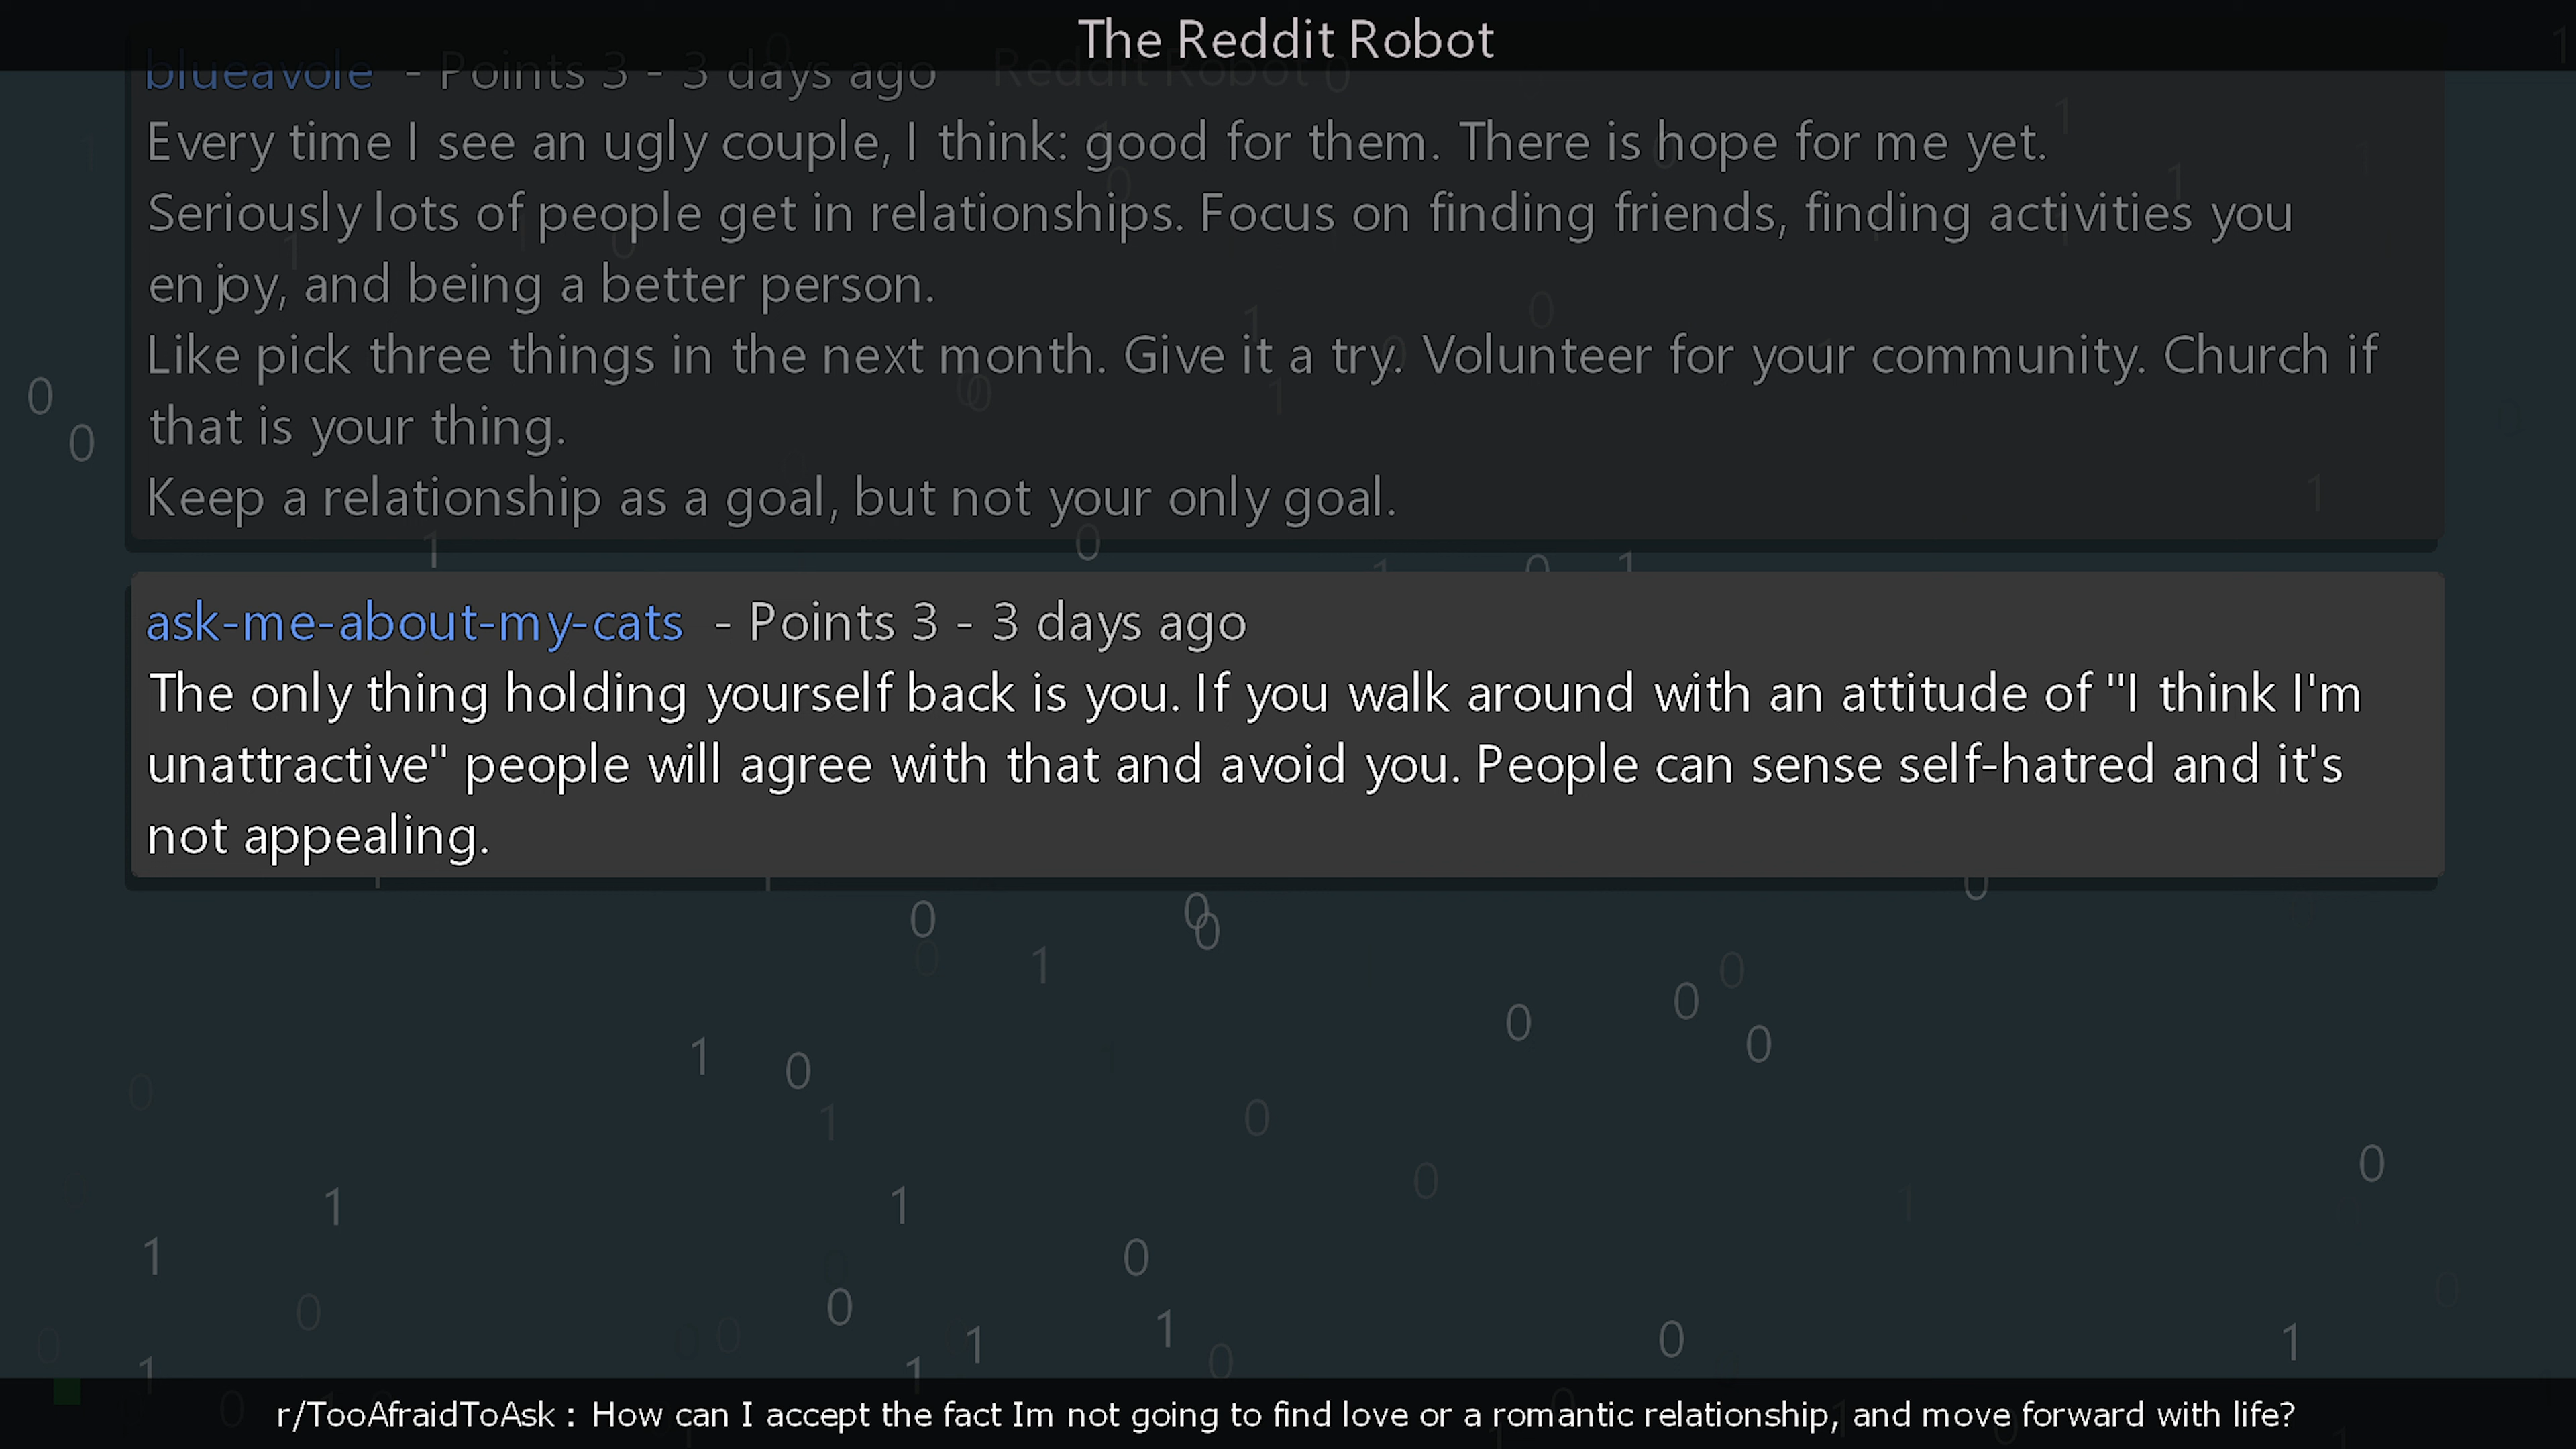 The Reddit Robot
blueavole - Points 3 - 3 days ago
Reddit Robot
Every time I see an ugly couple, I think: good for them. There is hope for me yet.
Seriously lots of people get in relationships. Focus on finding friends, finding activities you
enjoy, and being a better person.
Like pick three things in the next month. Give it a try. Volunteer for your community. Church if
that is your thing.
Keep a relationship as a goal, but not your only goal.
ask-me-about-my-cats - Points 3 - 3 days ago
The only thing holding yourself back is you. If you walk around with an attitude of "I think I'm
unattractive" people will agree with that and avoid you. People can sense self-hatred and it's
not appealing.
r/TooAfraidToAsk : How can I accept the fact Im not going to find love or a romantic relationship, and move forward with life?